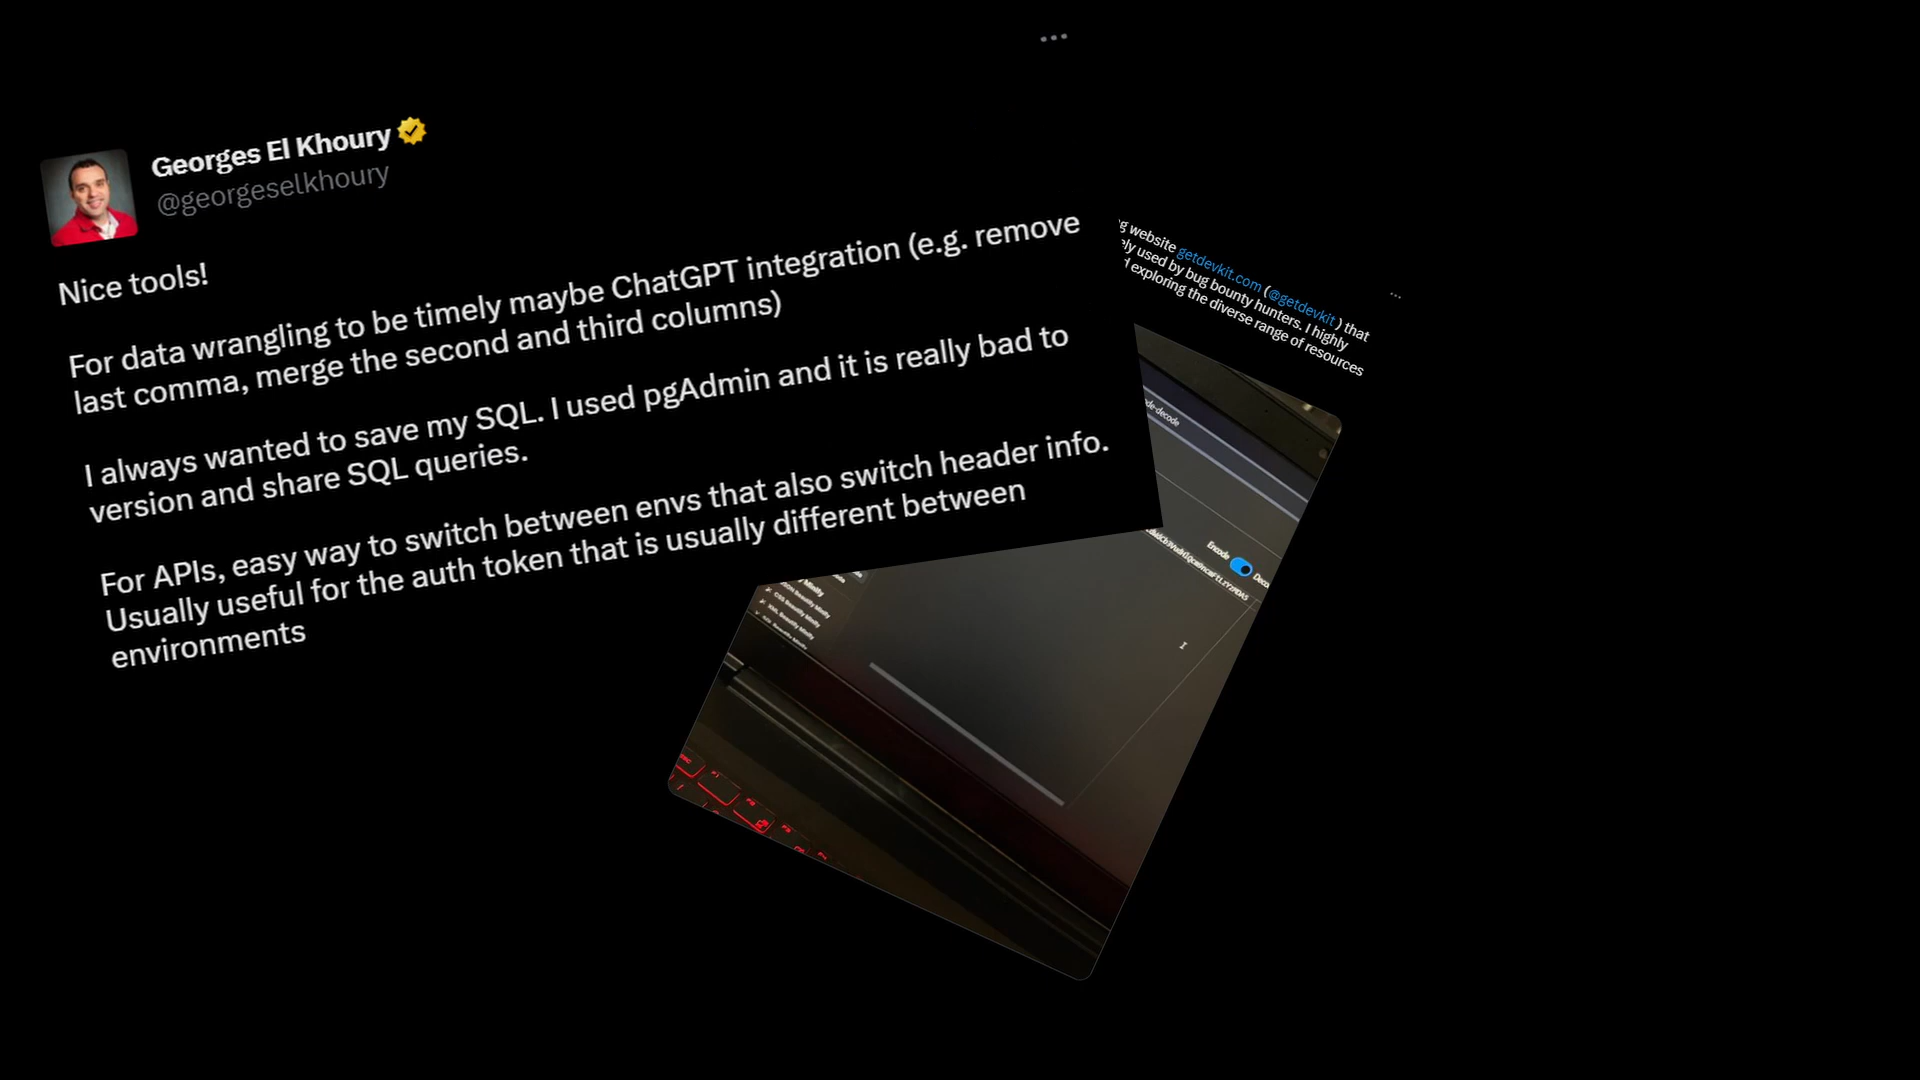 Georges El Khoury
@georgeselkhoury
Nice tools!
For data wrangling to be timely maybe ChatGPT integration (e.g. remove
last comma, merge the second and third columns)
I always wanted to save my SQL. I used pgAdmin and it is really bad to
version and share SQL queries.
For APIs, easy way to switch between envs that also switch header info.
Usually useful for the auth token that is usually different between
environments
website getdevkit.com (@getdevkit) that
used by bug bounty hunters. I highly
exploring the diverse range of resources
Encode